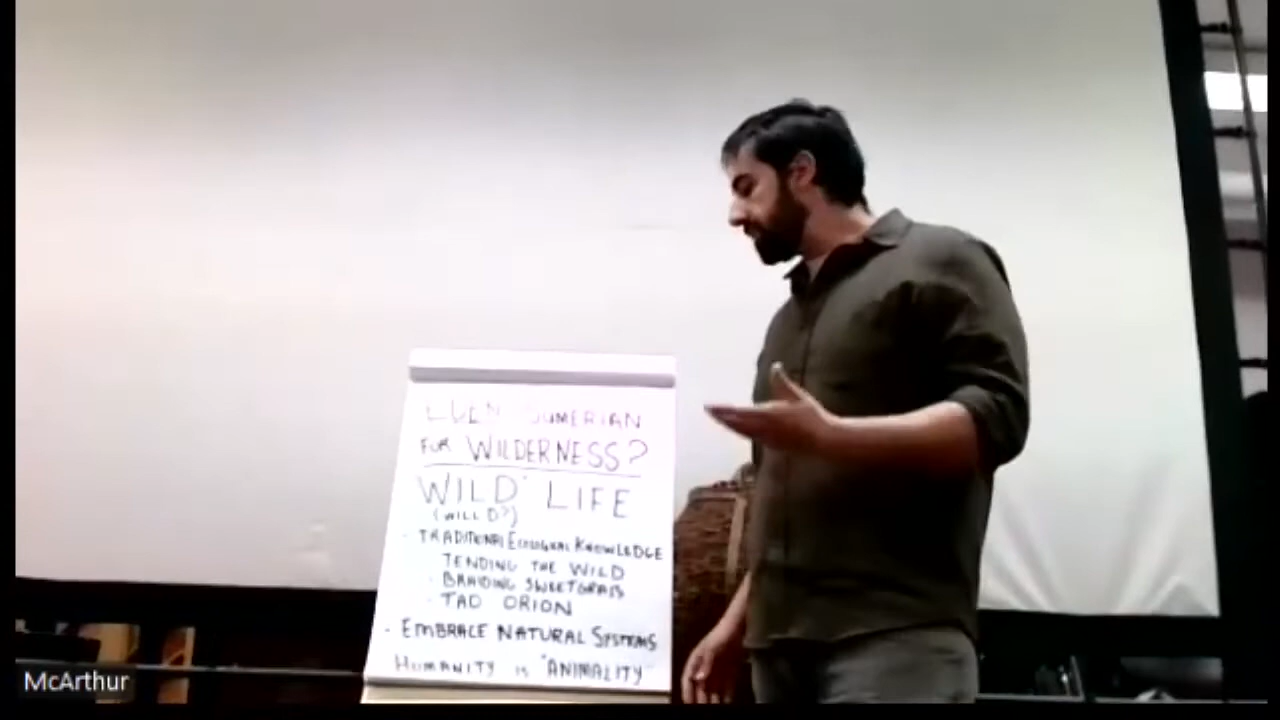 SUMERIAN
FOR WILDERNESS?
WILD LIFE
(WILL D?)
- TRADITIONAL ECOLOGICAL KNOWLEDGE
TENDING THE WILD
- BRAIDING SWEETGRASS
- TAO ORION
- EMBRACE NATURAL SYSTEMS
HUMANITY IS "ANIMALITY"
McArthur